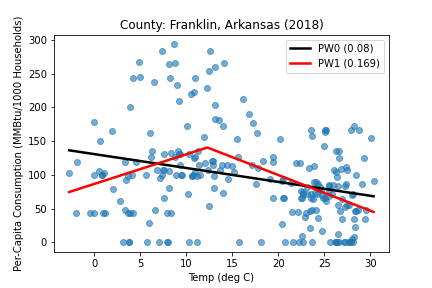 County: Franklin, Arkansas (2018)
Per-Capita Consumption (MMBtu/1000 Households)
300
250
200
150
100
50
0
PW0 (0.08)
PW1 (0.169)
0 5 10 15 20 25 30
Temp (deg C)